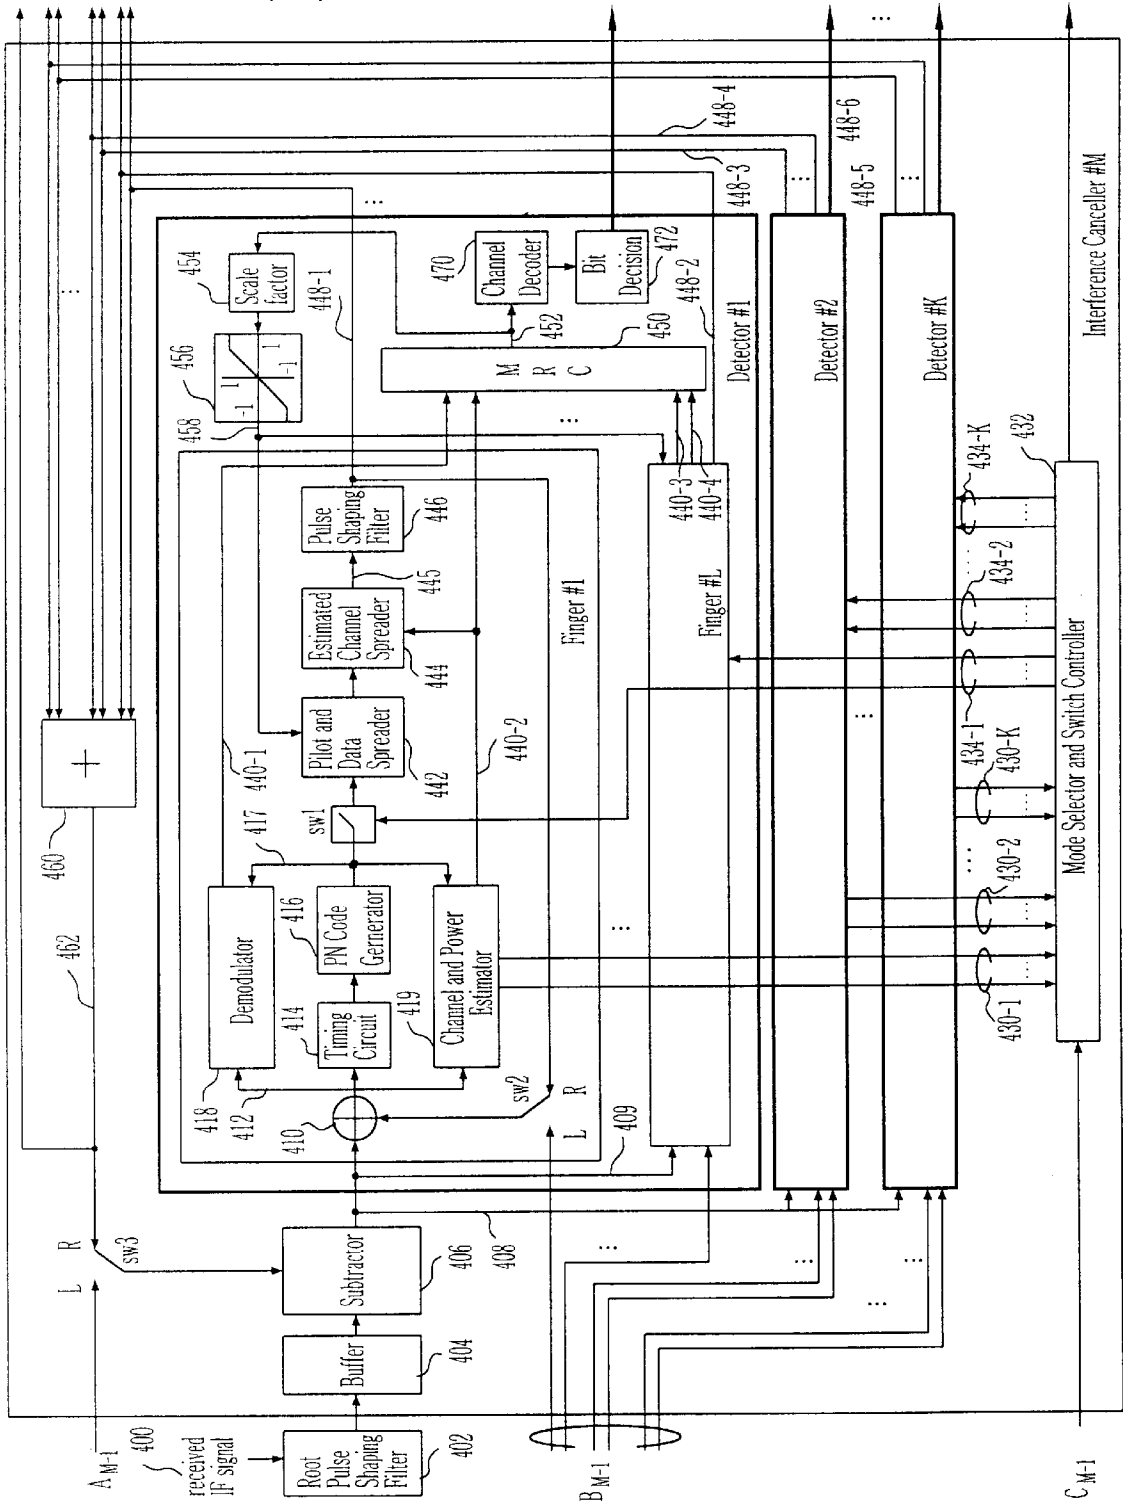 A M-1
400
received
IF signal
Root
Pulse
Shaping
Filter
402
Buffer
404
Subtractor
406
408
409
L
R
sw3
462
460
+
410
412
418
Demodulator
414
Timing
Circuit
416
PN Code
Gernerator
417
419
Channel and Power
Estimator
sw1
sw2
L
R
440-1
440-2
Pilot and
Data
Spreader
442
Estimated
Channel
Spreader
444
445
Pulse
Shaping
Filter
446
Finger #1
Finger #L
440-3
440-4
458
456
-1
1
1
-1
454
Scale
factor
448-1
M
R
C
450
452
470
Channel
Decoder
Bit
Decision
472
448-2
448-3
448-4
448-5
448-6
Detector #1
Detector #2
Detector #K
430-1
430-2
430-K
434-1
434-2
434-K
432
Mode Selector and Switch Controller
Interference Canceller #M
B M-1
C M-1